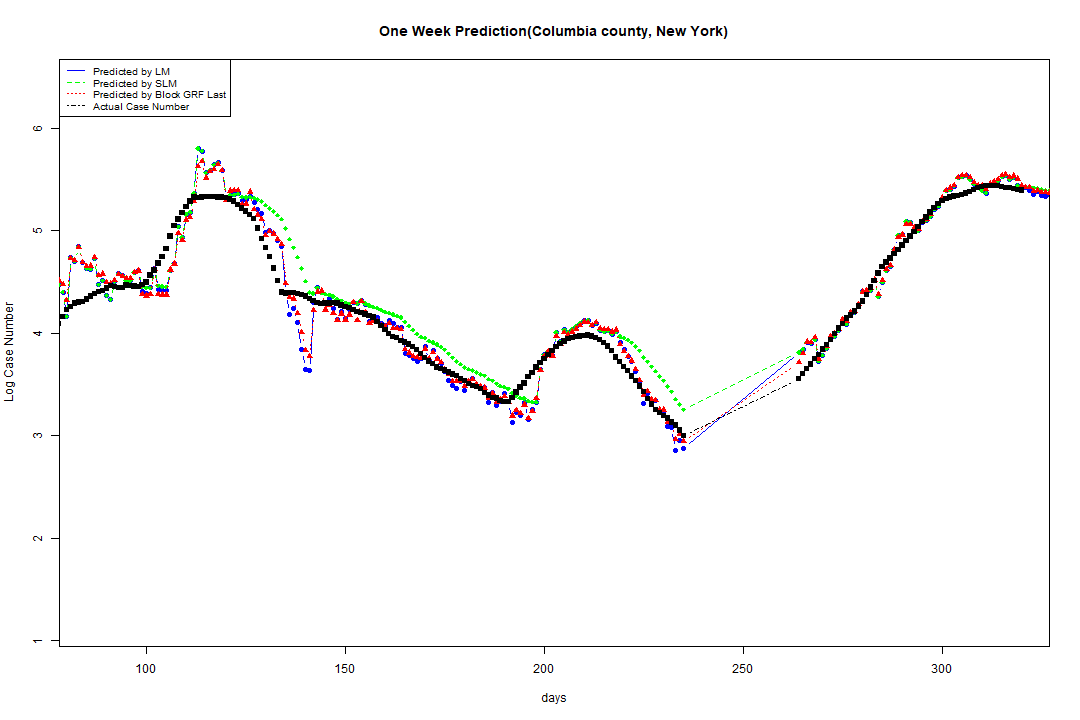 One Week Prediction(Columbia county, New York)
Predicted by LM
Predicted by SLM
Predicted by Block GRF Last
Actual Case Number
6
5
4
3
2
1
Log Case Number
100 150 200 250 300
days